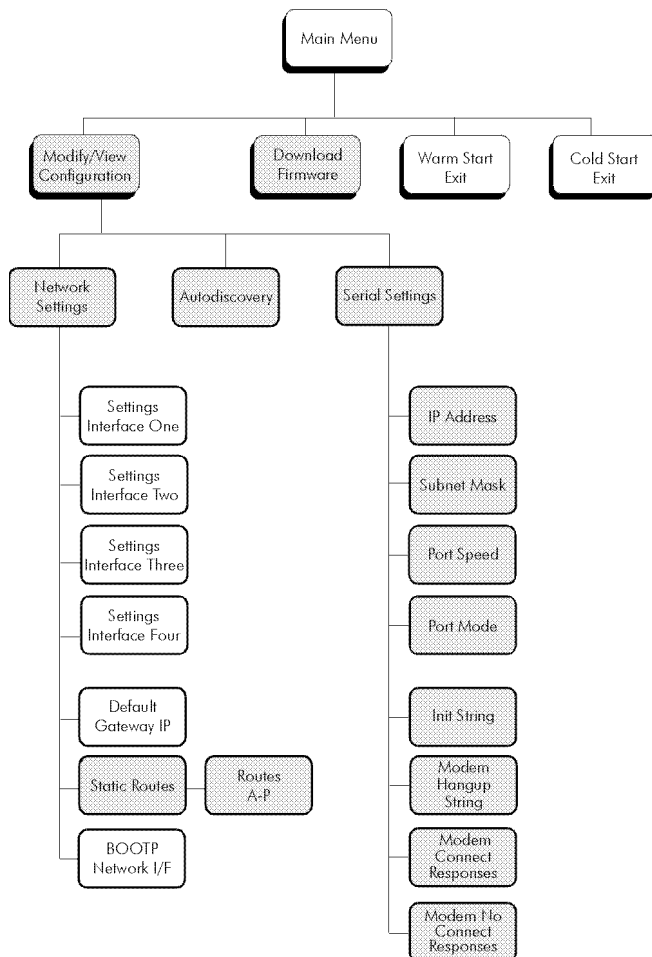 Main Menu
Modify/View
Configuration
Download
Firmware
Warm Start
Exit
Cold Start
Exit
Network
Settings
Autodiscovery
Serial Settings
Settings
Interface One
Settings
Interface Two
Settings
Interface Three
Settings
Interface Four
Default
Gateway IP
Static Routes
Routes
A-P
BOOTP
Network I/F
IP Address
Subnet Mask
Port Speed
Port Mode
Init String
Modem
Hangup
String
Modem
Connect
Responses
Modem No
Connect
Responses